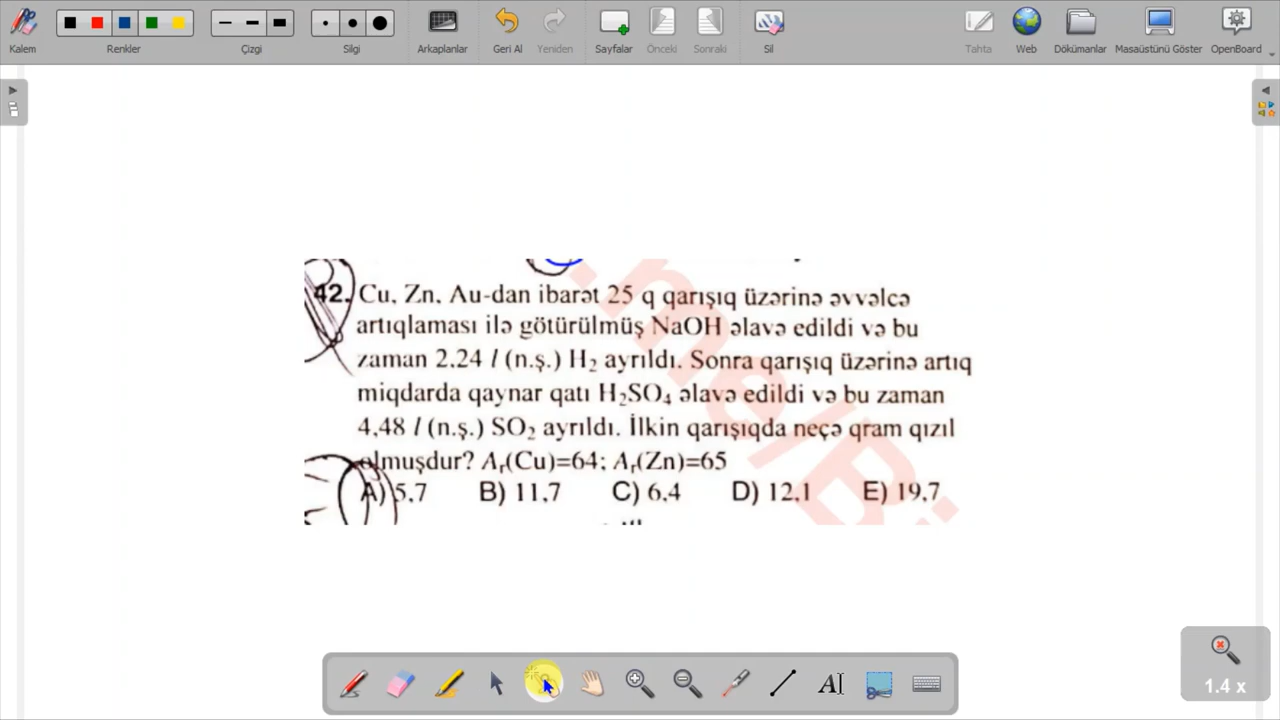 Kalem
Renkler
Çizgi
Silgi
Arkaplanlar
Geri Al
Yeniden
Sayfalar
Önceki
Sonraki
Sil
Tahta
Web
Dökümanlar
Masaüstünü Göster
OpenBoard
42. Cu, Zn, Au-dan ibarət 25 q qarışıq üzərinə əvvəlcə
artıqlaması ilə götürülmüş NaOH əlavə edildi və bu
zaman 2,24 l (n.ş.) H₂ ayrıldı. Sonra qarışıq üzərinə artıq
miqdarda qaynar qatı H₂SO₄ əlavə edildi və bu zaman
4,48 l (n.ş.) SO₂ ayrıldı. İlkin qarışıqda neçə qram qızıl
olmuşdur? Aᵣ(Cu)=64; Aᵣ(Zn)=65
A) 5,7 B) 11,7 C) 6,4 D) 12,1 E) 19,7
.me/Bi
1.4 x